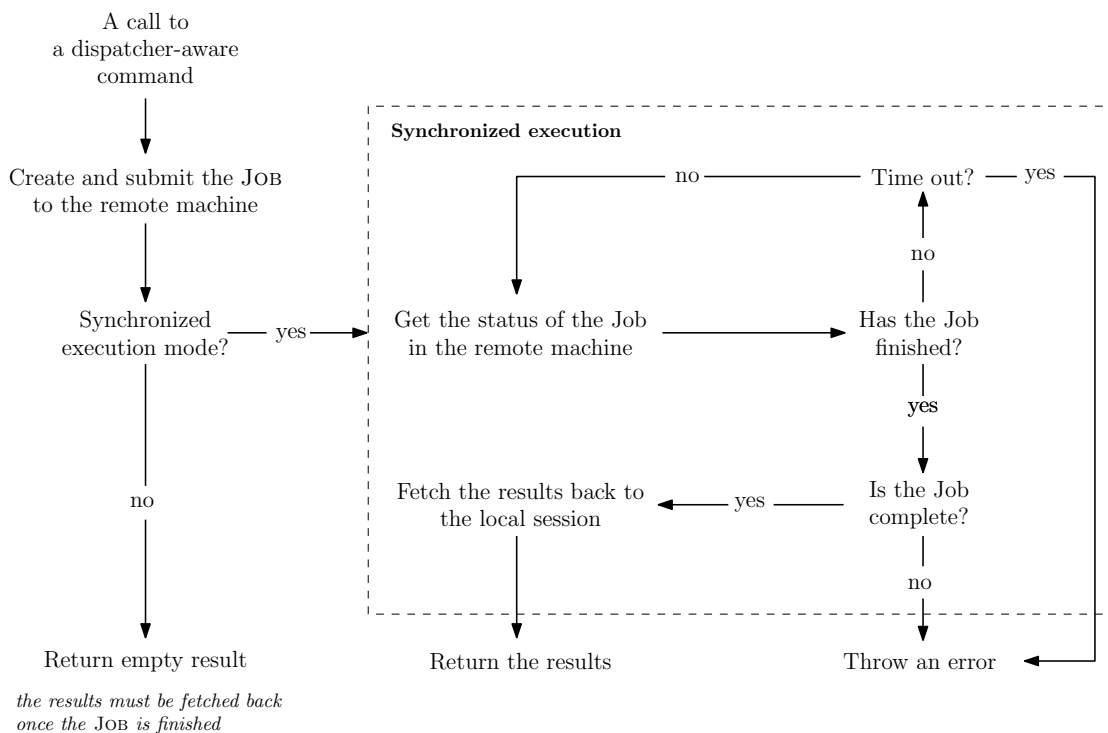 A call to
a dispatcher-aware
command
Create and submit the JOB
to the remote machine
Synchronized
execution mode?
yes
no
Return empty result
the results must be fetched back
once the JOB is finished
Synchronized execution
no
Time out?
yes
no
Get the status of the Job
in the remote machine
Has the Job
finished?
yes
Fetch the results back to
the local session
yes
Is the Job
complete?
no
Return the results
Throw an error